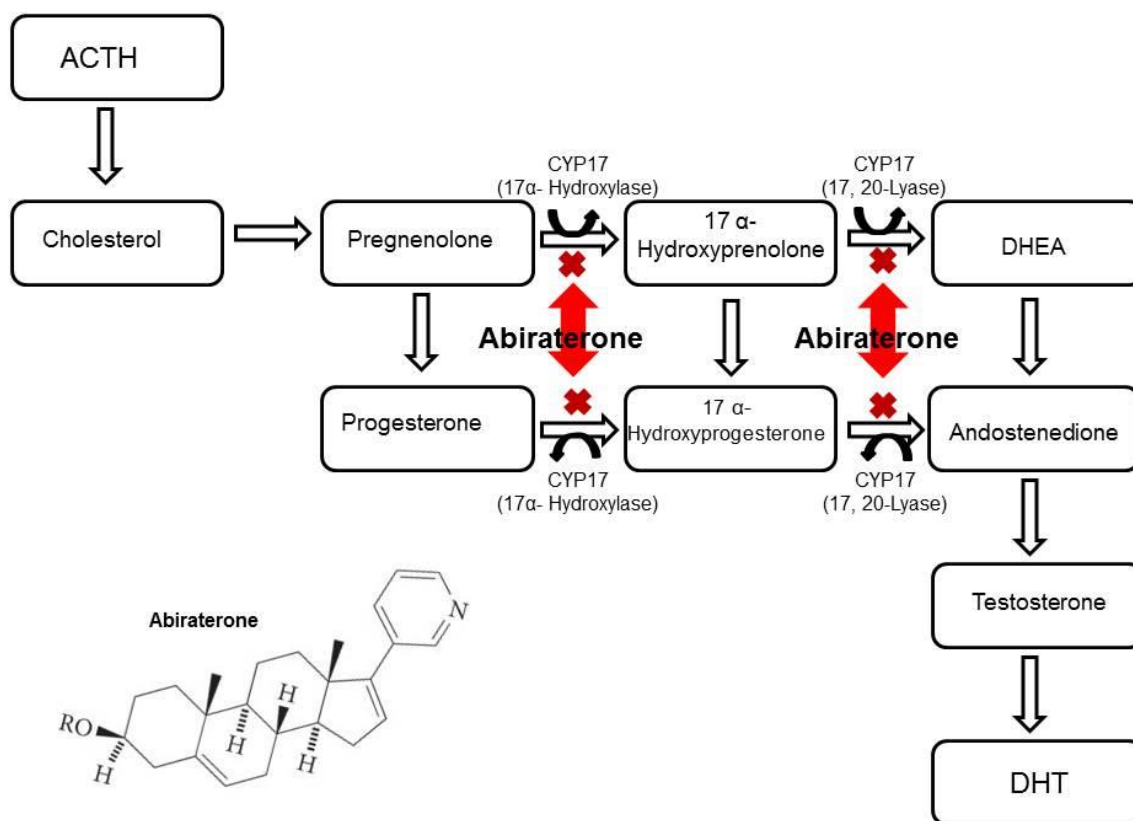 ACTH
CYP17
(17α- Hydroxylase)
CYP17
(17, 20-Lyase)
Cholesterol
Pregnenolone
17 α-
Hydroxyprenolone
DHEA
Abiraterone
Abiraterone
Progesterone
17 α-
Hydroxyprogesterone
Andostenedione
CYP17
(17α- Hydroxylase)
CYP17
(17, 20-Lyase)
Testosterone
Abiraterone
N
H
RO
H
H
H
DHT